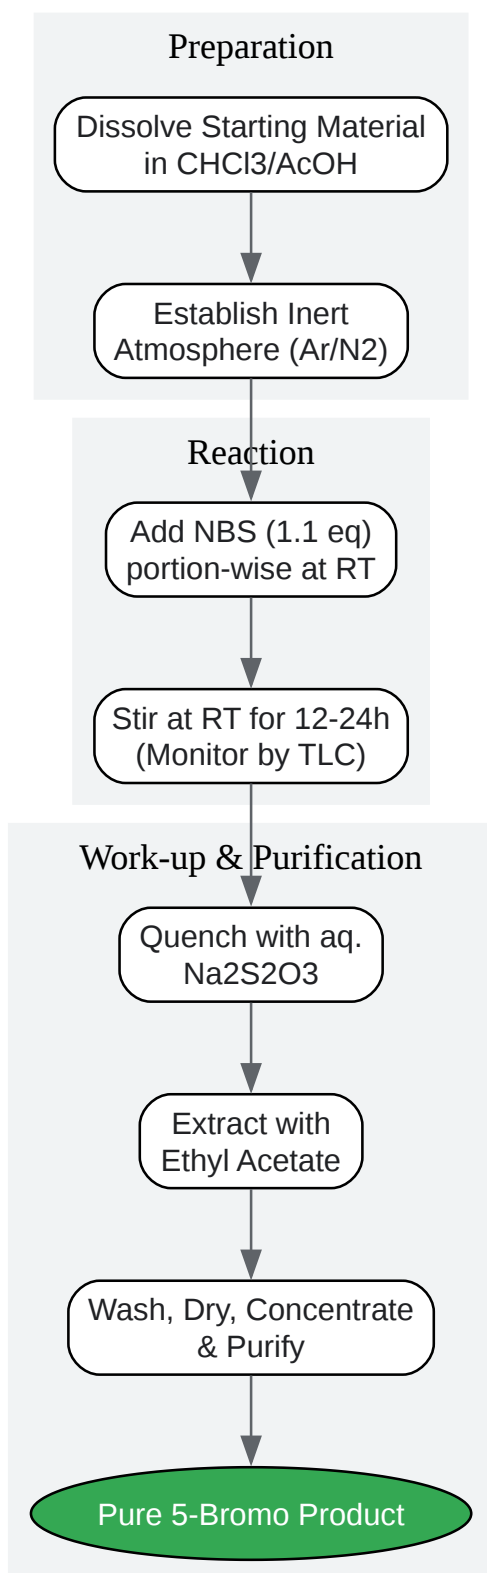 Preparation
Dissolve Starting Material
in CHCl3/AcOH
Establish Inert
Atmosphere (Ar/N2)
Reaction
Add NBS (1.1 eq)
portion-wise at RT
Stir at RT for 12-24h
(Monitor by TLC)
Work-up & Purification
Quench with aq.
Na2S2O3
Extract with
Ethyl Acetate
Wash, Dry, Concentrate
& Purify
Pure 5-Bromo Product